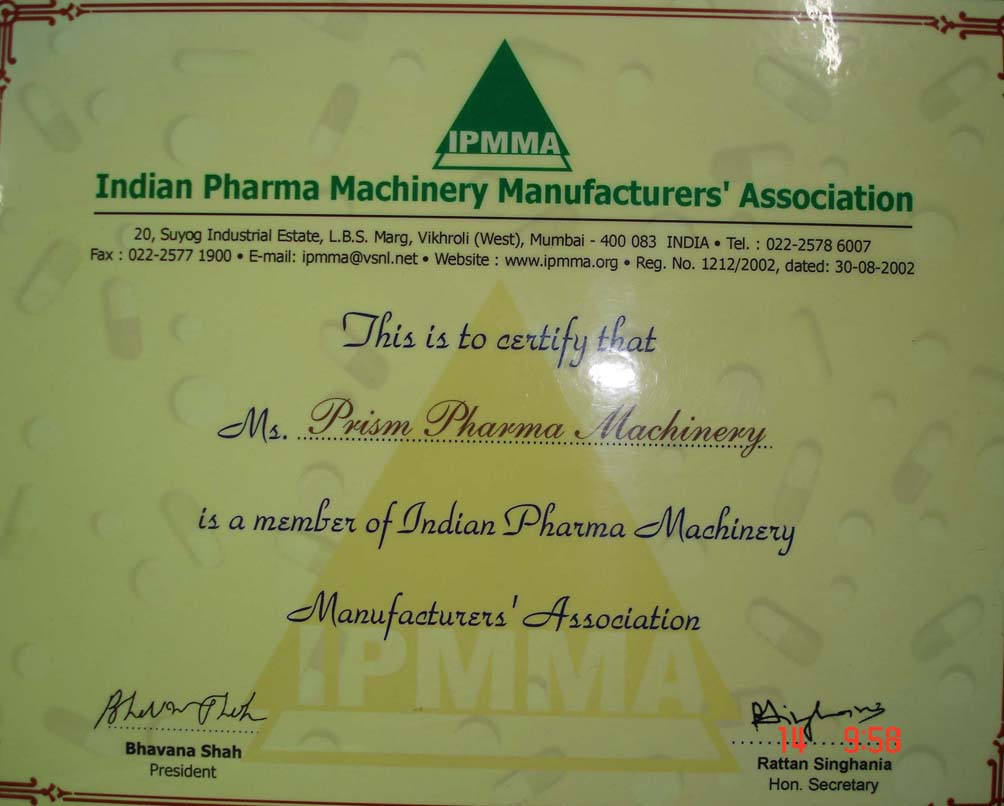 IPMMA
Indian Pharma Machinery Manufacturers' Association
20, Suyog Industrial Estate, L.B.S. Marg, Vikhroli (West), Mumbai - 400 083 INDIA • Tel. : 022-2578 6007
Fax : 022-2577 1900 • E-mail: ipmma@vsnl.net • Website : www.ipmma.org • Reg. No. 1212/2002, dated: 30-08-2002
This is to certify that
Ms. Prism Pharma Machinery
is a member of Indian Pharma Machinery
Manufacturers' Association
IPMMA
Bhavana Shah
President
14 9:58
Rattan Singhania
Hon. Secretary